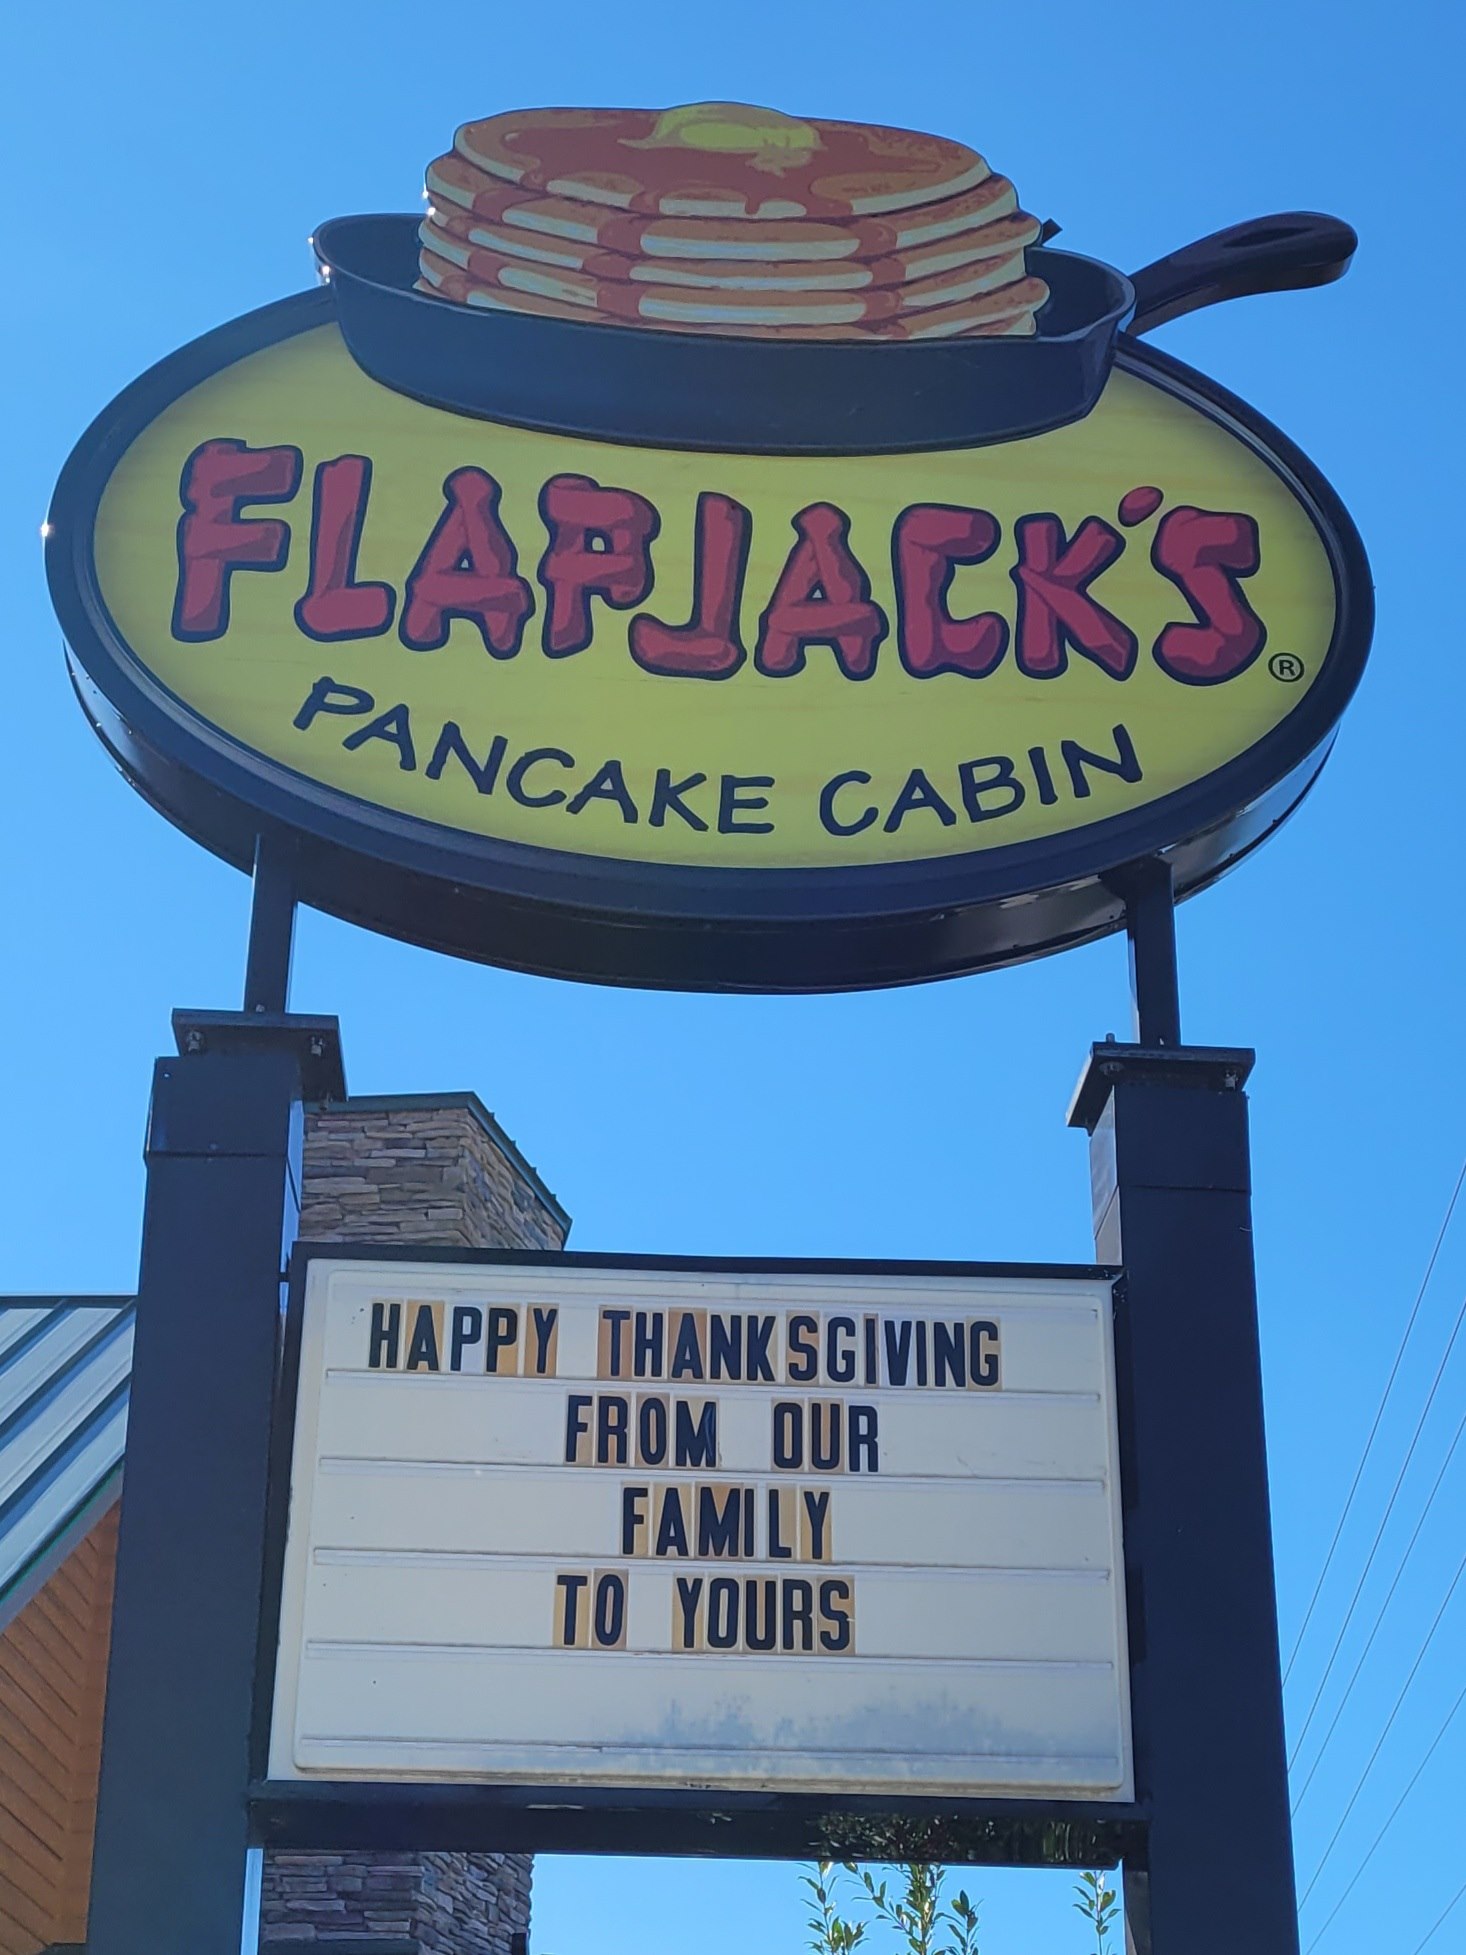 FLAPJACK'S ®
PANCAKE CABIN
HAPPY THANKSGIVING
FROM OUR
FAMILY
TO YOURS